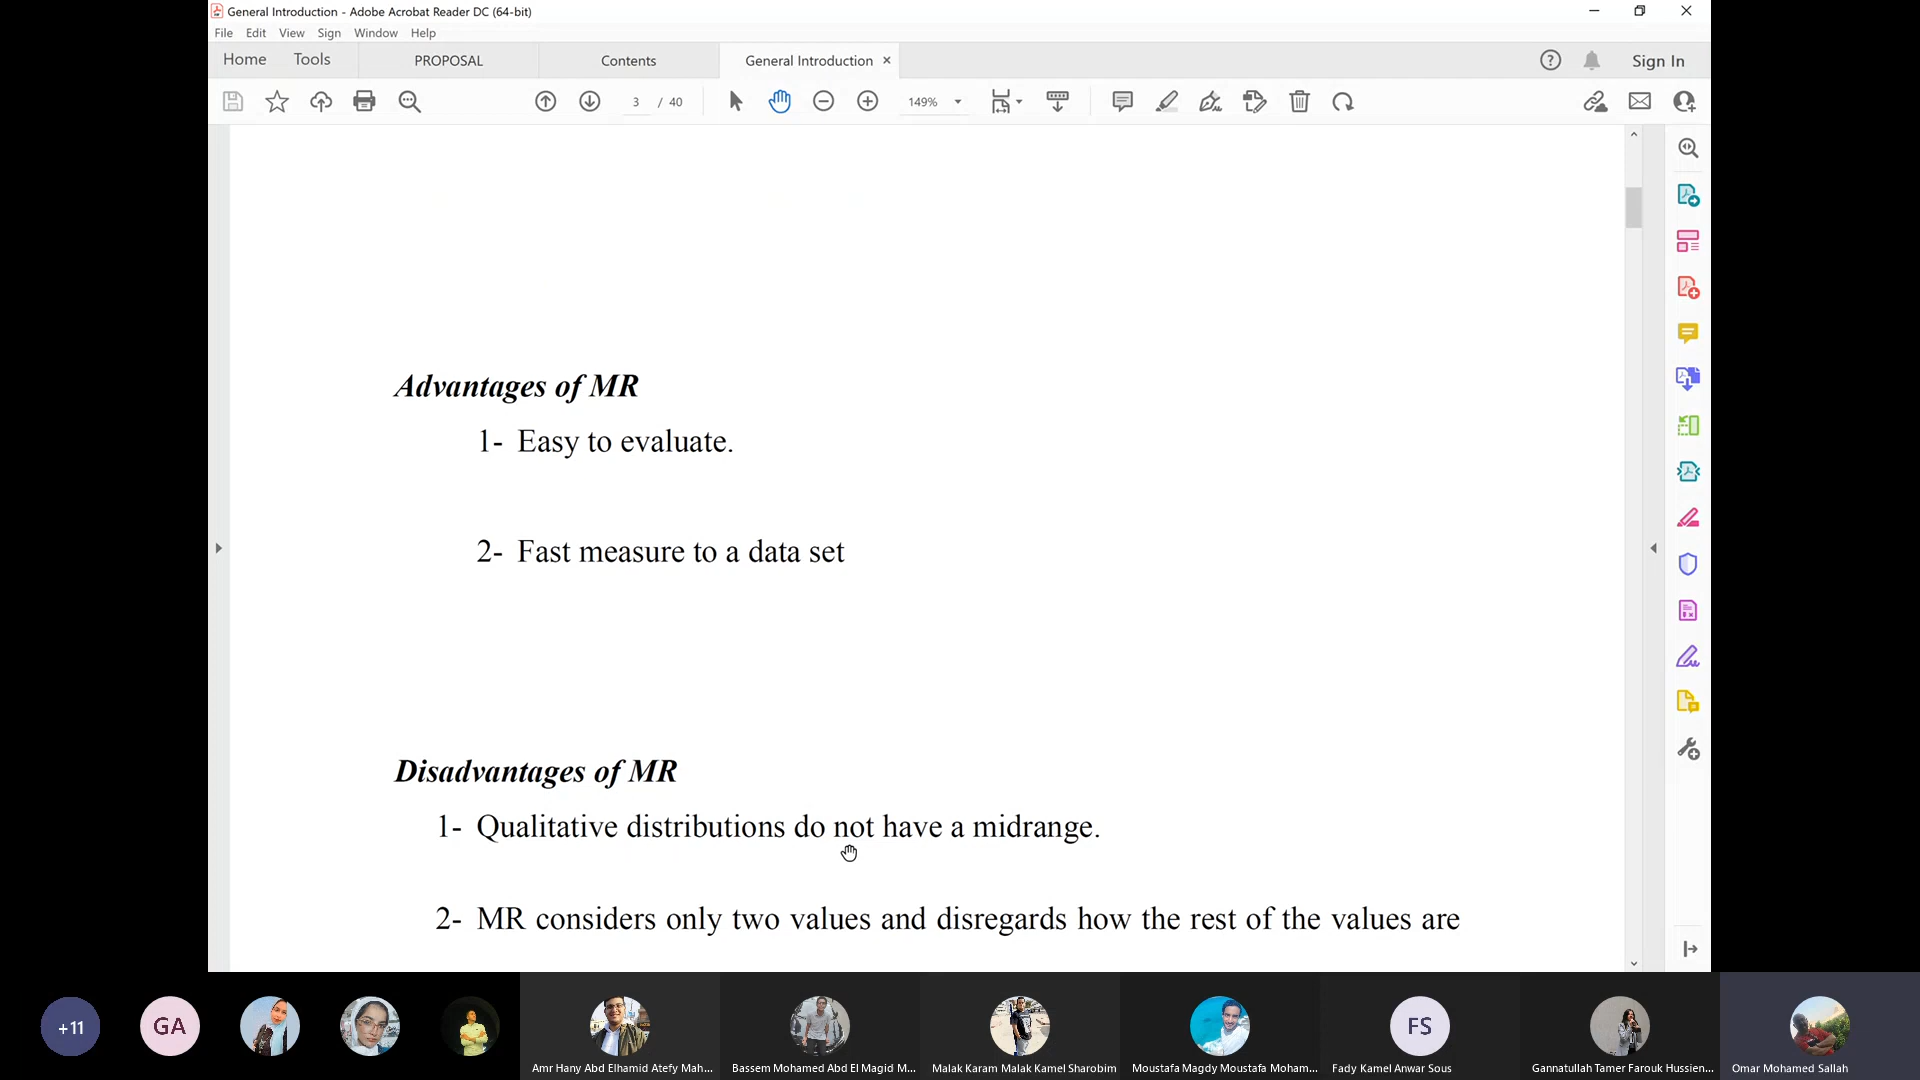 General Introduction - Adobe Acrobat Reader DC (64-bit)
File Edit View Sign Window Help
Home Tools PROPOSAL Contents General Introduction × Sign In
3 / 40 149%
Advantages of MR
1- Easy to evaluate.
2- Fast measure to a data set
Disadvantages of MR
1- Qualitative distributions do not have a midrange.
2- MR considers only two values and disregards how the rest of the values are
+11 GA FS
Amr Hany Abd Elhamid Atefy Mah... Bassem Mohamed Abd El Magid M... Malak Karam Malak Kamel Sharobim Moustafa Magdy Moustafa Moham... Fady Kamel Anwar Sous Gannatullah Tamer Farouk Hussien... Omar Mohamed Sallah